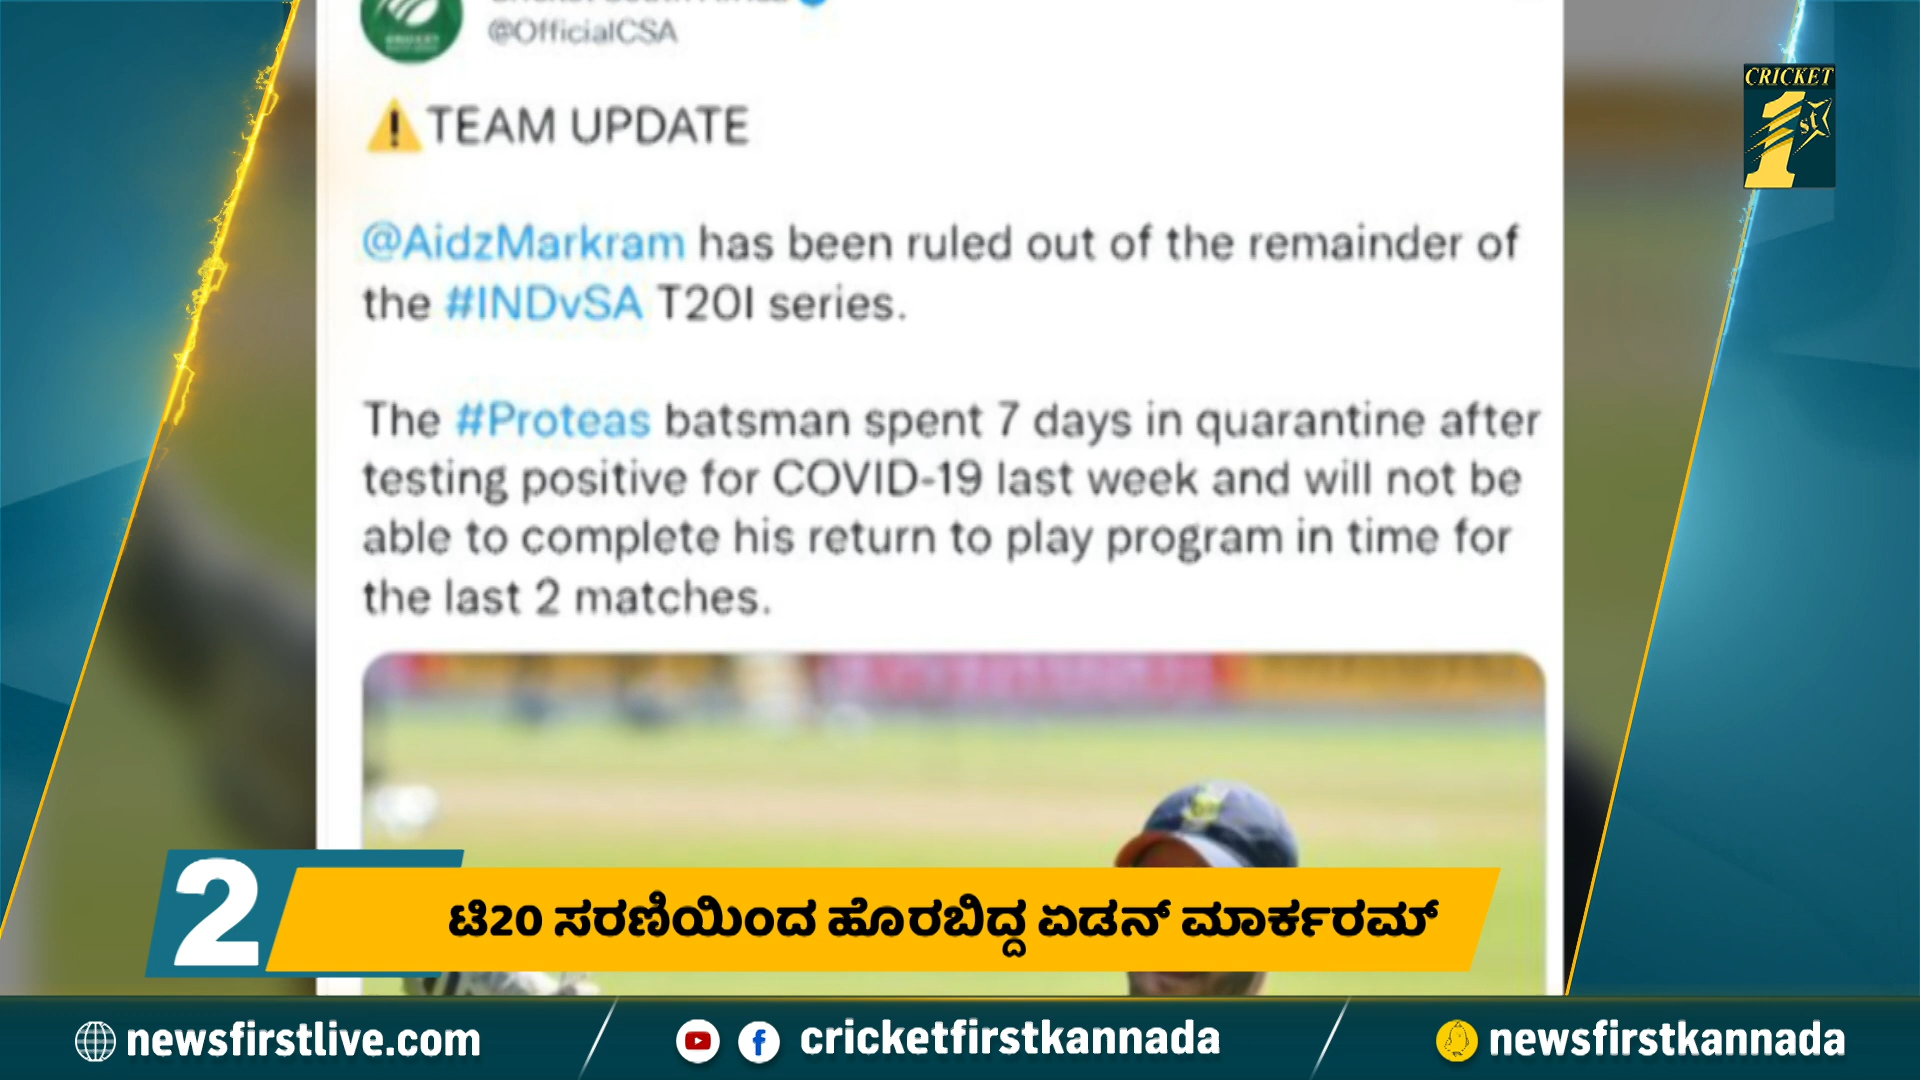 @OfficialCSA
CRICKET
1st
⚠️TEAM UPDATE
@AidzMarkram has been ruled out of the remainder of
the #INDvSA T20I series.
The #Proteas batsman spent 7 days in quarantine after
testing positive for COVID-19 last week and will not be
able to complete his return to play program in time for
the last 2 matches.
2
ಟಿ20 ಸರಣಿಯಿಂದ ಹೊರಬಿದ್ದ ಏಡನ್ ಮಾರ್ಕರಮ್
newsfirstlive.com
cricketfirstkannada
newsfirstkannada